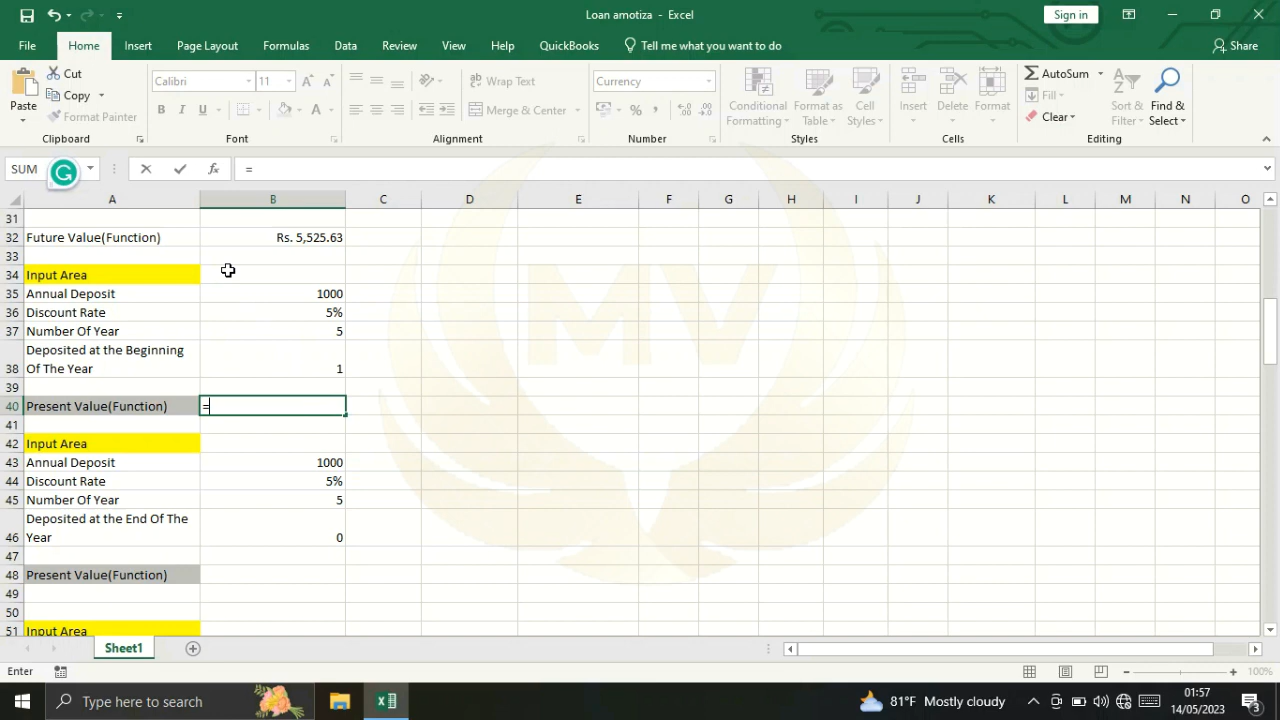 Loan amotiza - Excel
Sign in
File Home Insert Page Layout Formulas Data Review View Help QuickBooks Tell me what you want to do Share
Paste
Cut
Copy
Format Painter
Clipboard
Calibri 11
B I U A
Font
Wrap Text
Merge & Center
Alignment
Currency
%
Number
Conditional Formatting
Format as Table
Cell Styles
Styles
Insert Delete Format
Cells
AutoSum
Fill
Clear
Sort & Filter
Find & Select
Editing
SUM fx =
A B C D E F G H I J K L M N O
31
32 Future Value(Function) Rs. 5,525.63
33
34 Input Area
35 Annual Deposit 1000
36 Discount Rate 5%
37 Number Of Year 5
Deposited at the Beginning
38 Of The Year 1
39
40 Present Value(Function) =
41
42 Input Area
43 Annual Deposit 1000
44 Discount Rate 5%
45 Number Of Year 5
Deposited at the End Of The
46 Year 0
47
48 Present Value(Function)
49
50
51 Input Area
MV
Sheet1
Enter 100%
Type here to search
81°F Mostly cloudy
01:57
14/05/2023
3